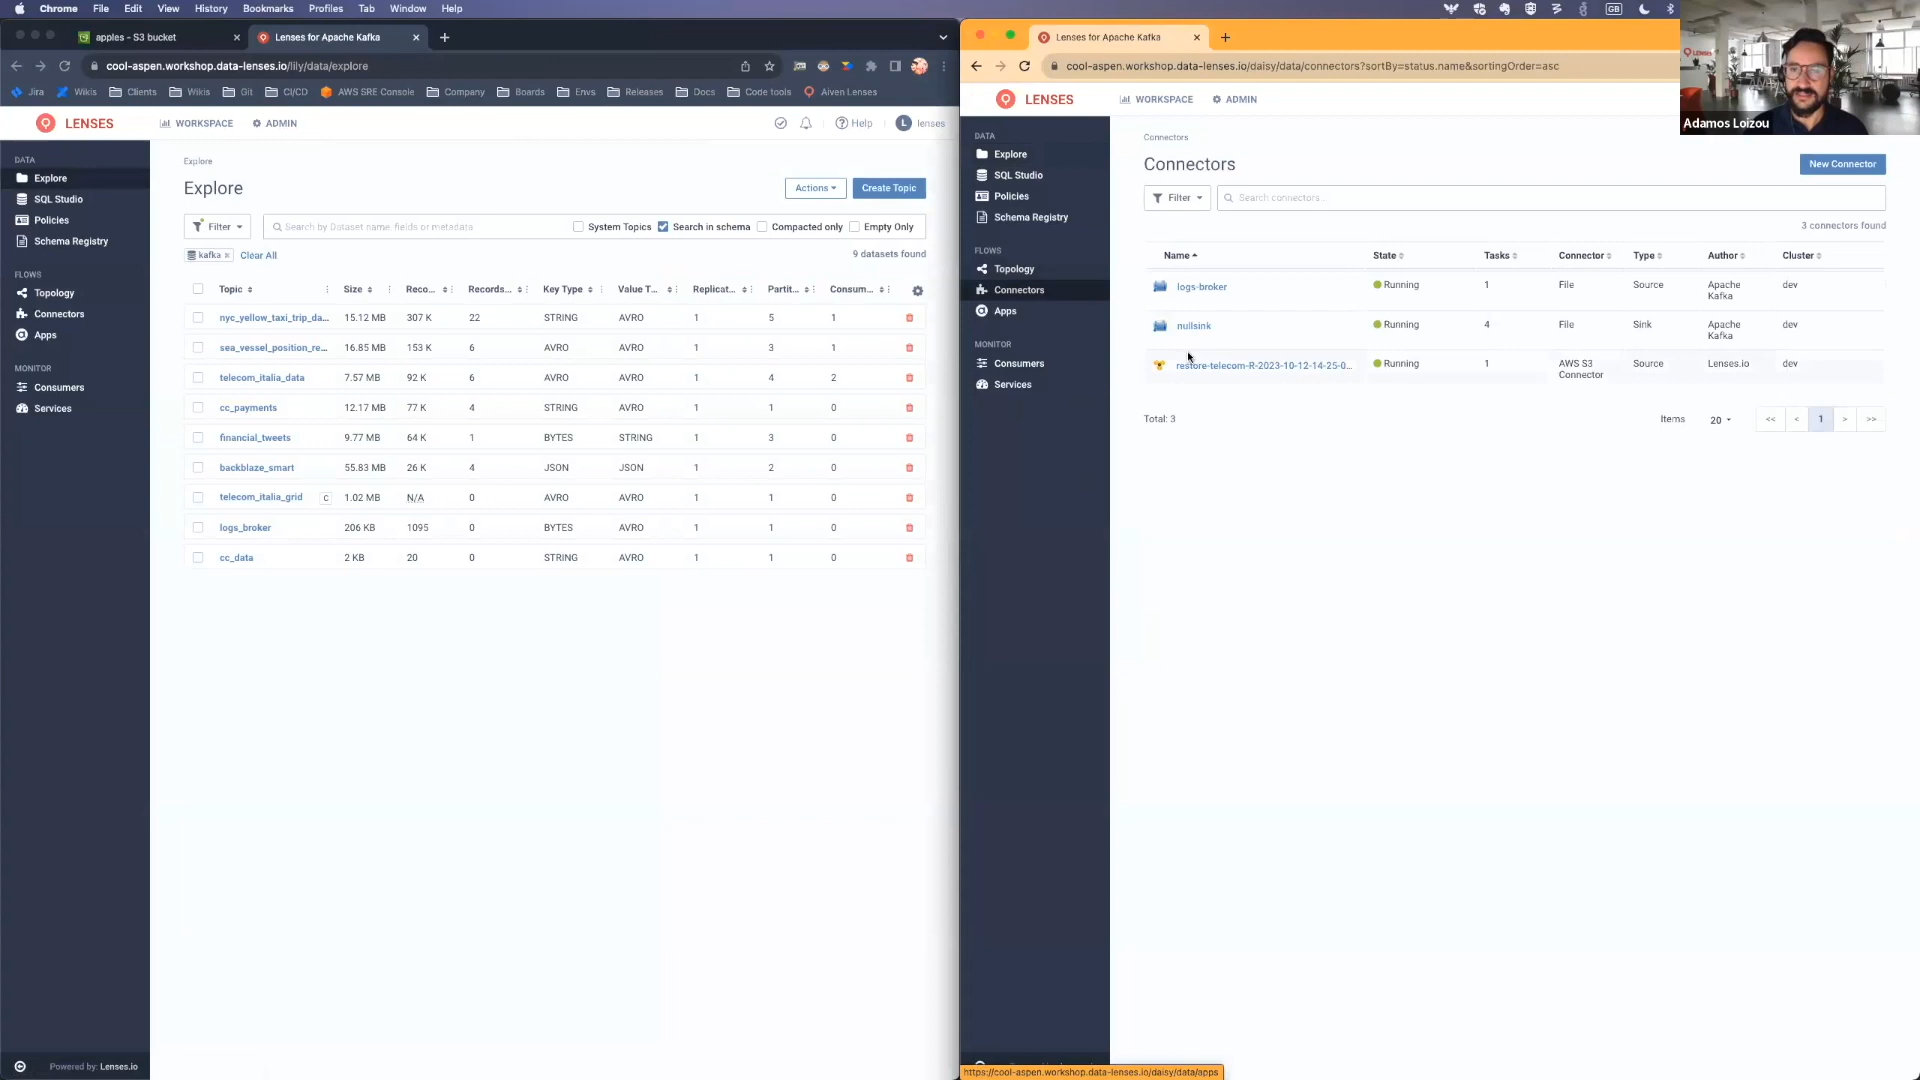 Chrome File Edit View History Bookmarks Profiles Tab Window Help
GB
apples - S3 bucket
Lenses for Apache Kafka
cool-aspen.workshop.data-lenses.io/lily/data/explore
Jira Wikis Clients Wikis Git CI/CD AWS SRE Console Company Boards Envs Releases Docs Code tools Aiven Lenses
LENSES WORKSPACE ADMIN Help L lenses
DATA
Explore
SQL Studio
Policies
Schema Registry
FLOWS
Topology
Connectors
Apps
MONITOR
Consumers
Services
Powered by: Lenses.io
Explore
Explore
Actions Create Topic
Filter Search by Dataset name, fields or metadata System Topics Search in schema Compacted only Empty Only
kafka Clear All 9 datasets found
Topic Size Reco... Records... Key Type Value T... Replicat... Partit... Consum...
nyc_yellow_taxi_trip_da... 15.12 MB 307 K 22 STRING AVRO 1 5 1
sea_vessel_position_re... 16.85 MB 153 K 6 AVRO AVRO 1 3 1
telecom_italia_data 7.57 MB 92 K 6 AVRO AVRO 1 4 2
cc_payments 12.17 MB 77 K 4 STRING AVRO 1 1 0
financial_tweets 9.77 MB 64 K 1 BYTES STRING 1 3 0
backblaze_smart 55.83 MB 26 K 4 JSON JSON 1 2 0
telecom_italia_grid C 1.02 MB N/A 0 AVRO AVRO 1 1 0
logs_broker 206 KB 1095 0 BYTES AVRO 1 1 0
cc_data 2 KB 20 0 STRING AVRO 1 1 0
Lenses for Apache Kafka
cool-aspen.workshop.data-lenses.io/daisy/data/connectors?sortBy=status.name&sortingOrder=asc
LENSES WORKSPACE ADMIN
DATA
Explore
SQL Studio
Policies
Schema Registry
FLOWS
Topology
Connectors
Apps
MONITOR
Consumers
Services
Connectors
Connectors
New Connector
Filter Search connectors...
3 connectors found
Name State Tasks Connector Type Author Cluster
logs-broker Running 1 File Source Apache Kafka dev
nullsink Running 4 File Sink Apache Kafka dev
restore-telecom-R-2023-10-12-14-25-0... Running 1 AWS S3 Connector Source Lenses.io dev
Total: 3 Items 20 << < 1 > >>
https://cool-aspen.workshop.data-lenses.io/daisy/data/apps
LENSES
Adamos Loizou